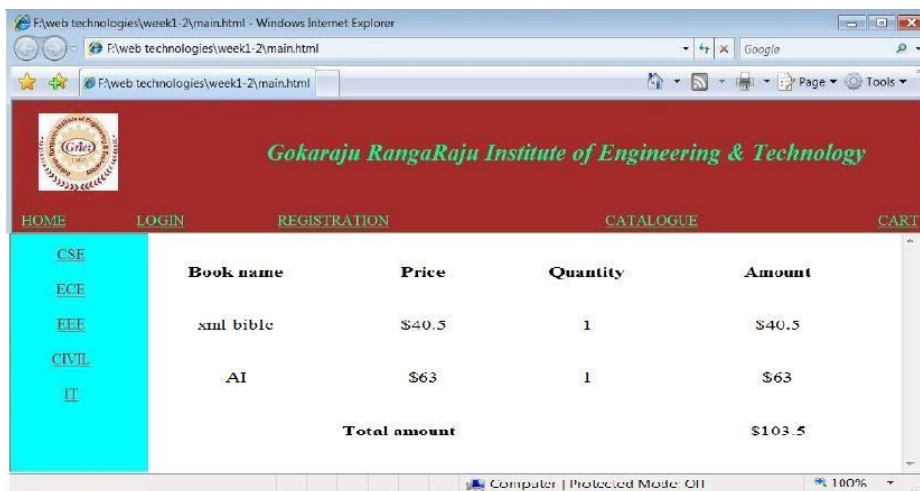 F:\web technologies\week1-2\main.html - Windows Internet Explorer
F:\web technologies\week1-2\main.html
Google
F:\web technologies\week1-2\main.html
Page
Tools
Griet
Gokaraju RangaRaju Institute of Engineering & Technology
HOME LOGIN REGISTRATION CATALOGUE CART
CSE
ECE
EEE
CIVIL
IT
Book name Price Quantity Amount
xml bible $40.5 1 $40.5
AI $63 1 $63
Total amount $103.5
Computer | Protected Mode: Off
100%